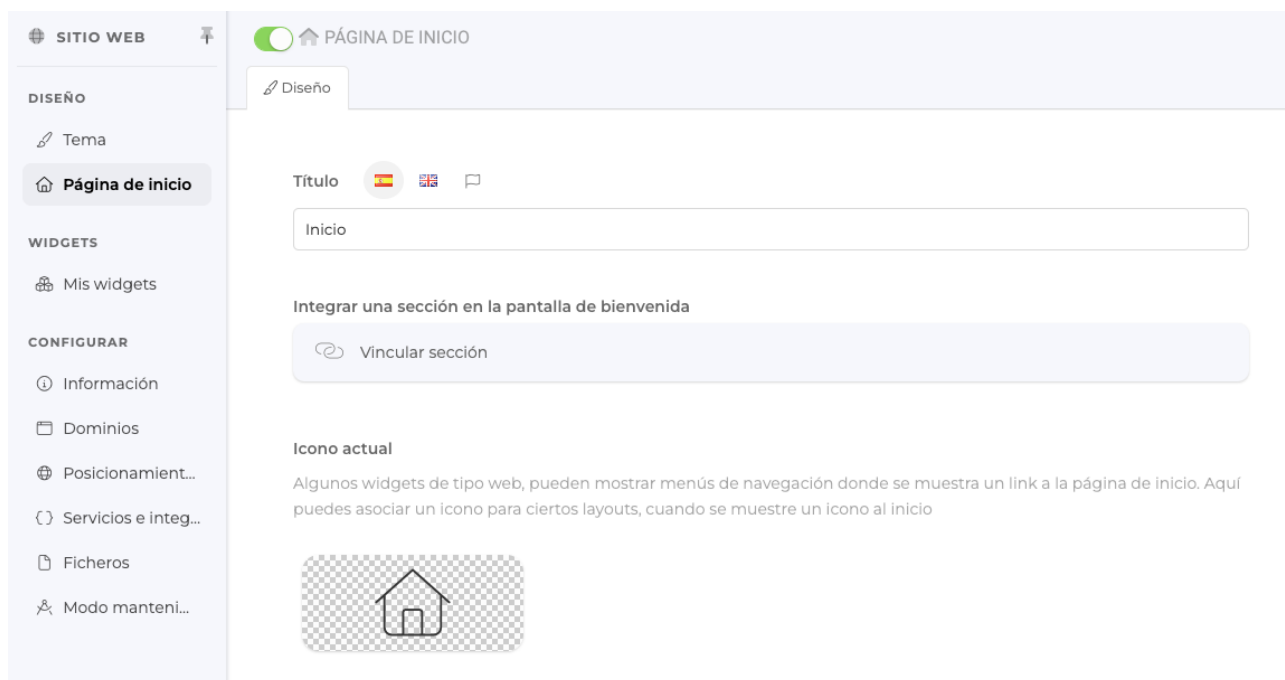 SITIO WEB
DISEÑO
Tema
Página de inicio
WIDGETS
Mis widgets
CONFIGURAR
Información
Dominios
Posicionamient...
Servicios e integ...
Ficheros
Modo manteni...
PÁGINA DE INICIO
Diseño
Título
Inicio
Integrar una sección en la pantalla de bienvenida
Vincular sección
Icono actual
Algunos widgets de tipo web, pueden mostrar menús de navegación donde se muestra un link a la página de inicio. Aquí
puedes asociar un icono para ciertos layouts, cuando se muestre un icono al inicio